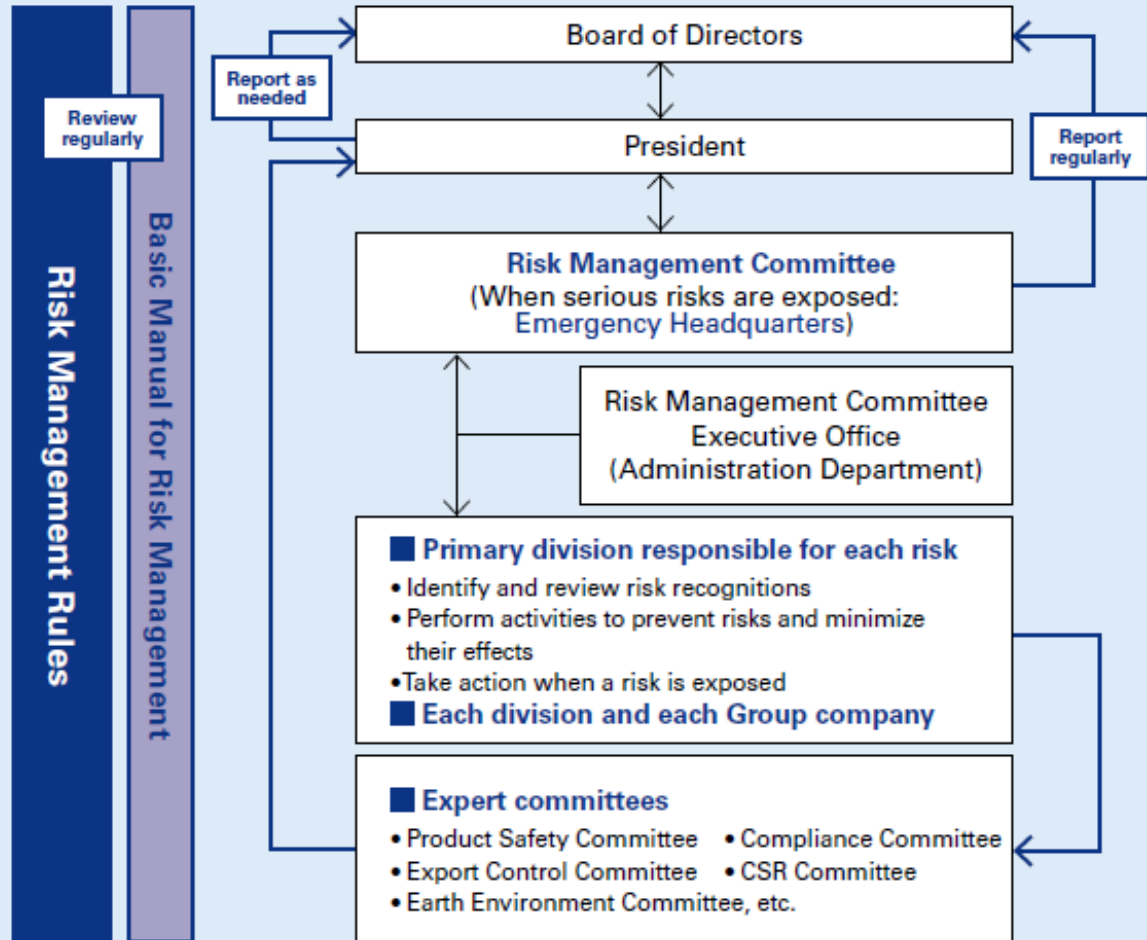 Risk Management Rules
Basic Manual for Risk Management
Review
regularly
Report as
needed
Report
regularly
Board of Directors
President
Risk Management Committee
(When serious risks are exposed:
Emergency Headquarters)
Risk Management Committee
Executive Office
(Administration Department)
■ Primary division responsible for each risk
• Identify and review risk recognitions
• Perform activities to prevent risks and minimize
their effects
•Take action when a risk is exposed
■ Each division and each Group company
■ Expert committees
• Product Safety Committee • Compliance Committee
• Export Control Committee • CSR Committee
• Earth Environment Committee, etc.